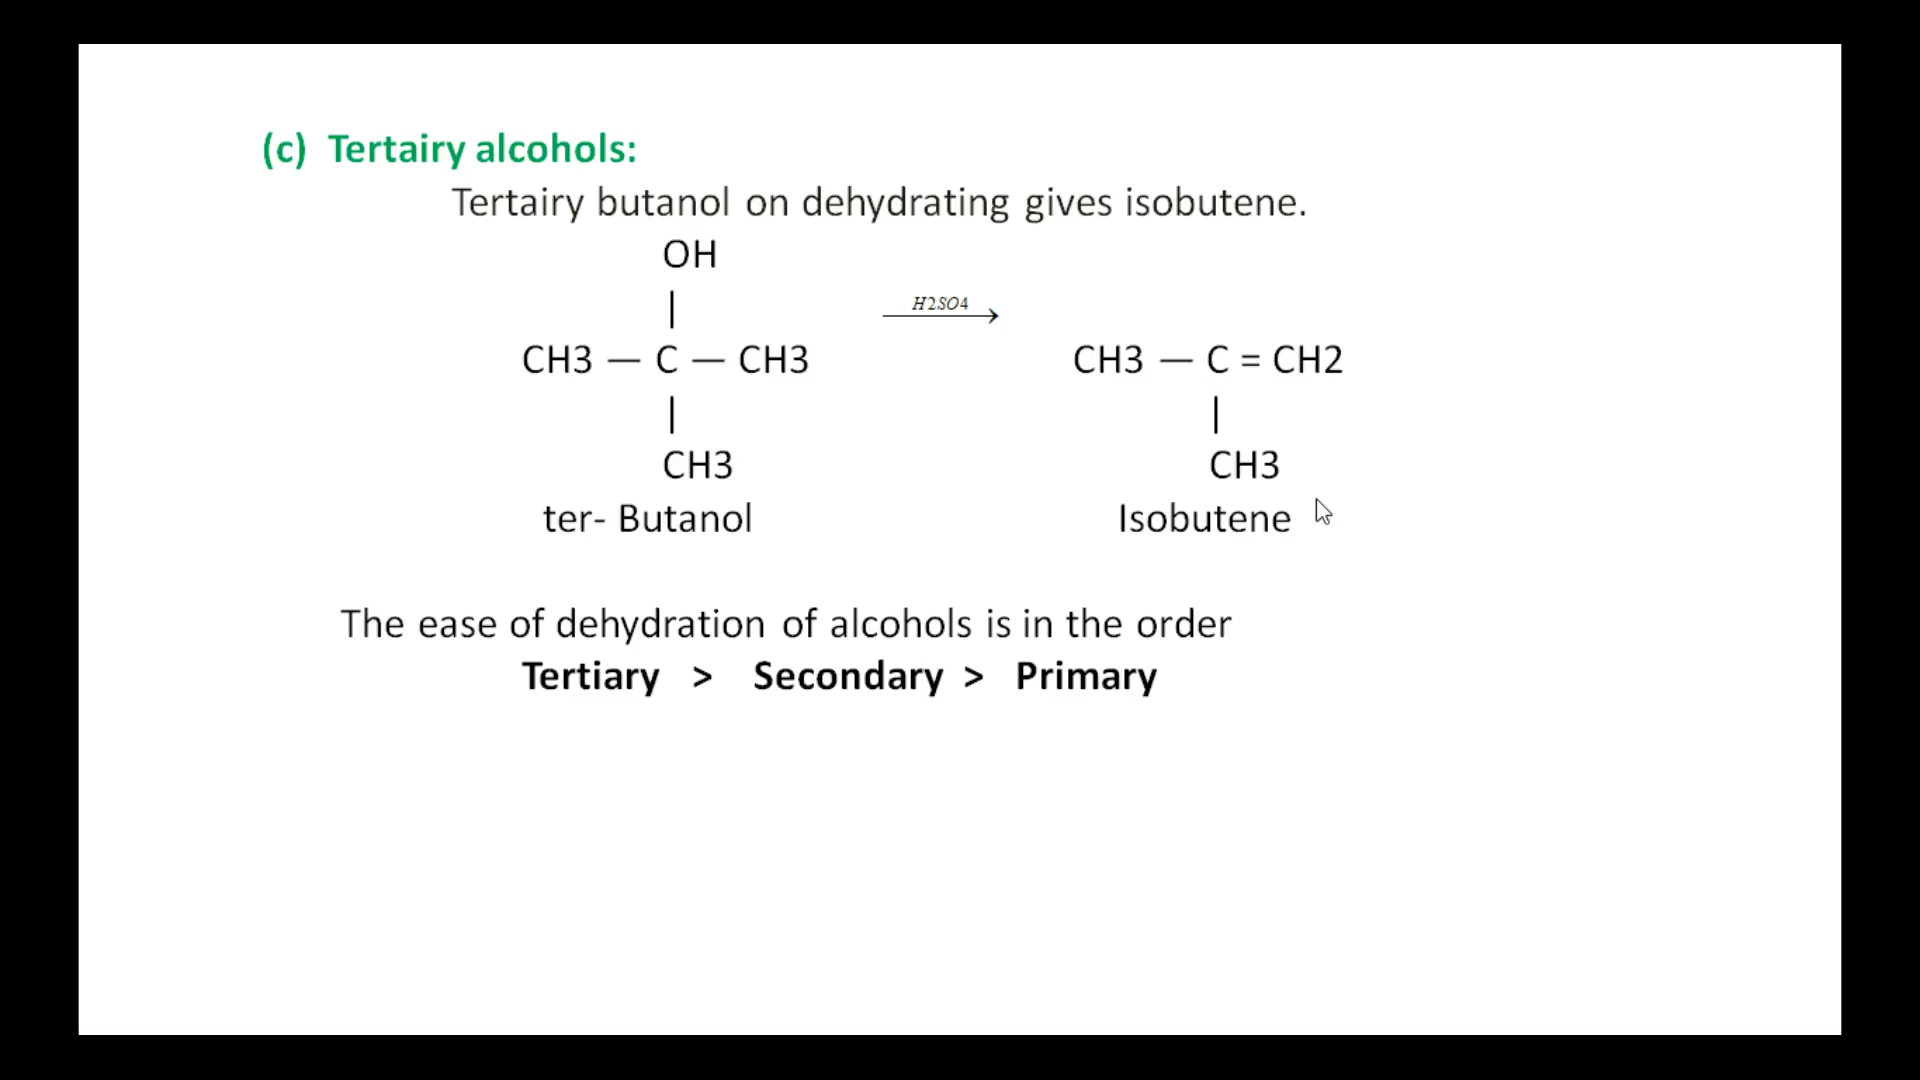 (c) Tertairy alcohols:
Tertairy butanol on dehydrating gives isobutene.
OH
|
H2SO4
CH3 — C — CH3 CH3 — C = CH2
| |
CH3 CH3
ter- Butanol Isobutene
The ease of dehydration of alcohols is in the order
Tertiary > Secondary > Primary